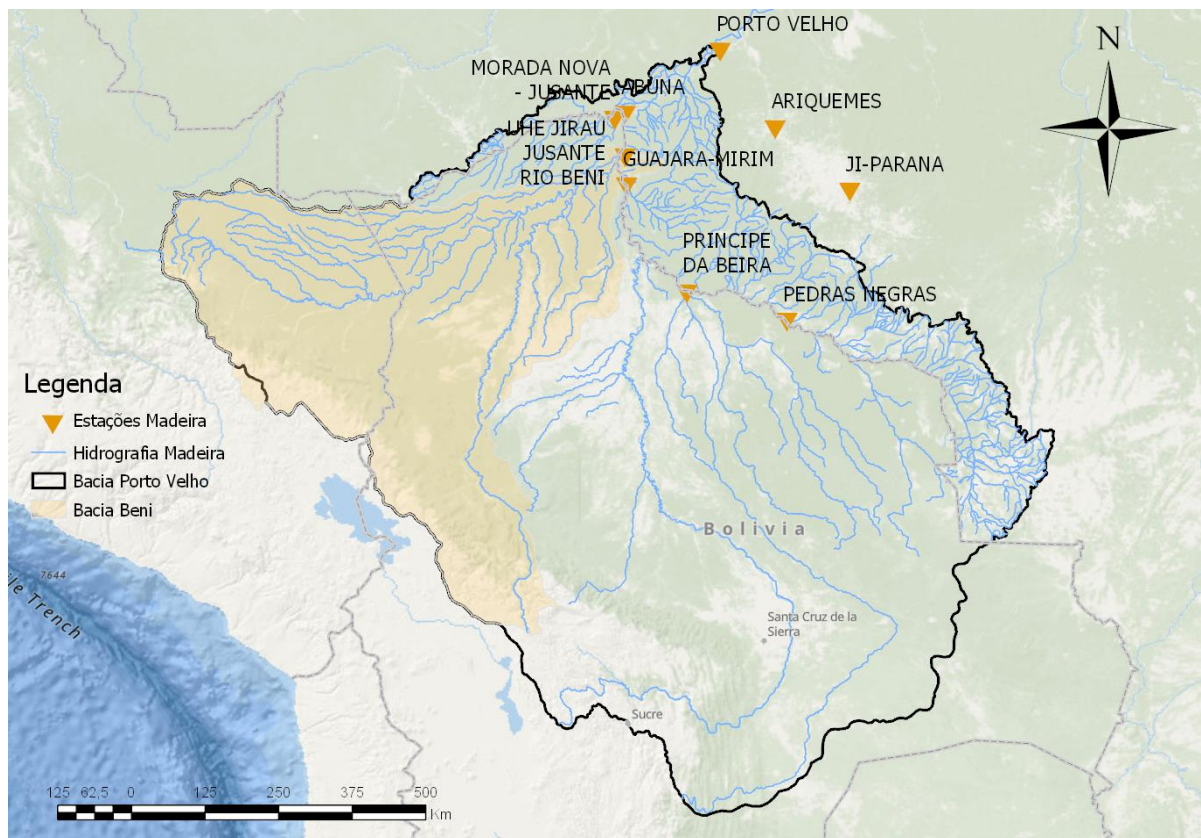 PORTO VELHO
N
MORADA NOVA
- JUSANTE
ABUNA
ARIQUEMES
UHE JIRAU
JUSANTE
GUAJARA-MIRIM
RIO BENI
JI-PARANA
PRINCIPE
DA BEIRA
PEDRAS NEGRAS
Legenda
Estações Madeira
Hidrografia Madeira
Bacia Porto Velho
Bacia Beni
Bolivia
7644
ile Trench
Santa Cruz de la
Sierra
Sucre
125 62,5 0 125 250 375 500
Km